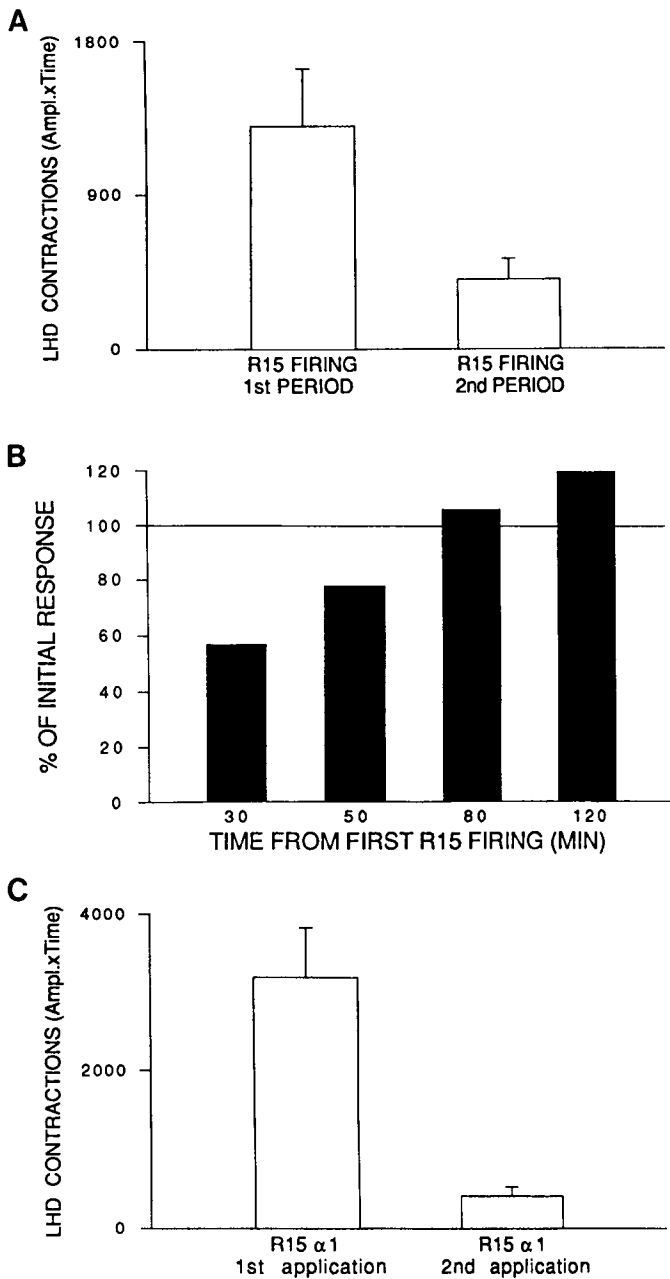 A
LHD CONTRACTIONS (Ampl.xTime)
1800
900
0
R15 FIRING
1st PERIOD
R15 FIRING
2nd PERIOD
B
% OF INITIAL RESPONSE
120
100
80
60
40
20
0
30 50 80 120
TIME FROM FIRST R15 FIRING (MIN)
C
LHD CONTRACTIONS (Ampl.xTime)
4000
2000
0
R15 α1
1st application
R15 α1
2nd application